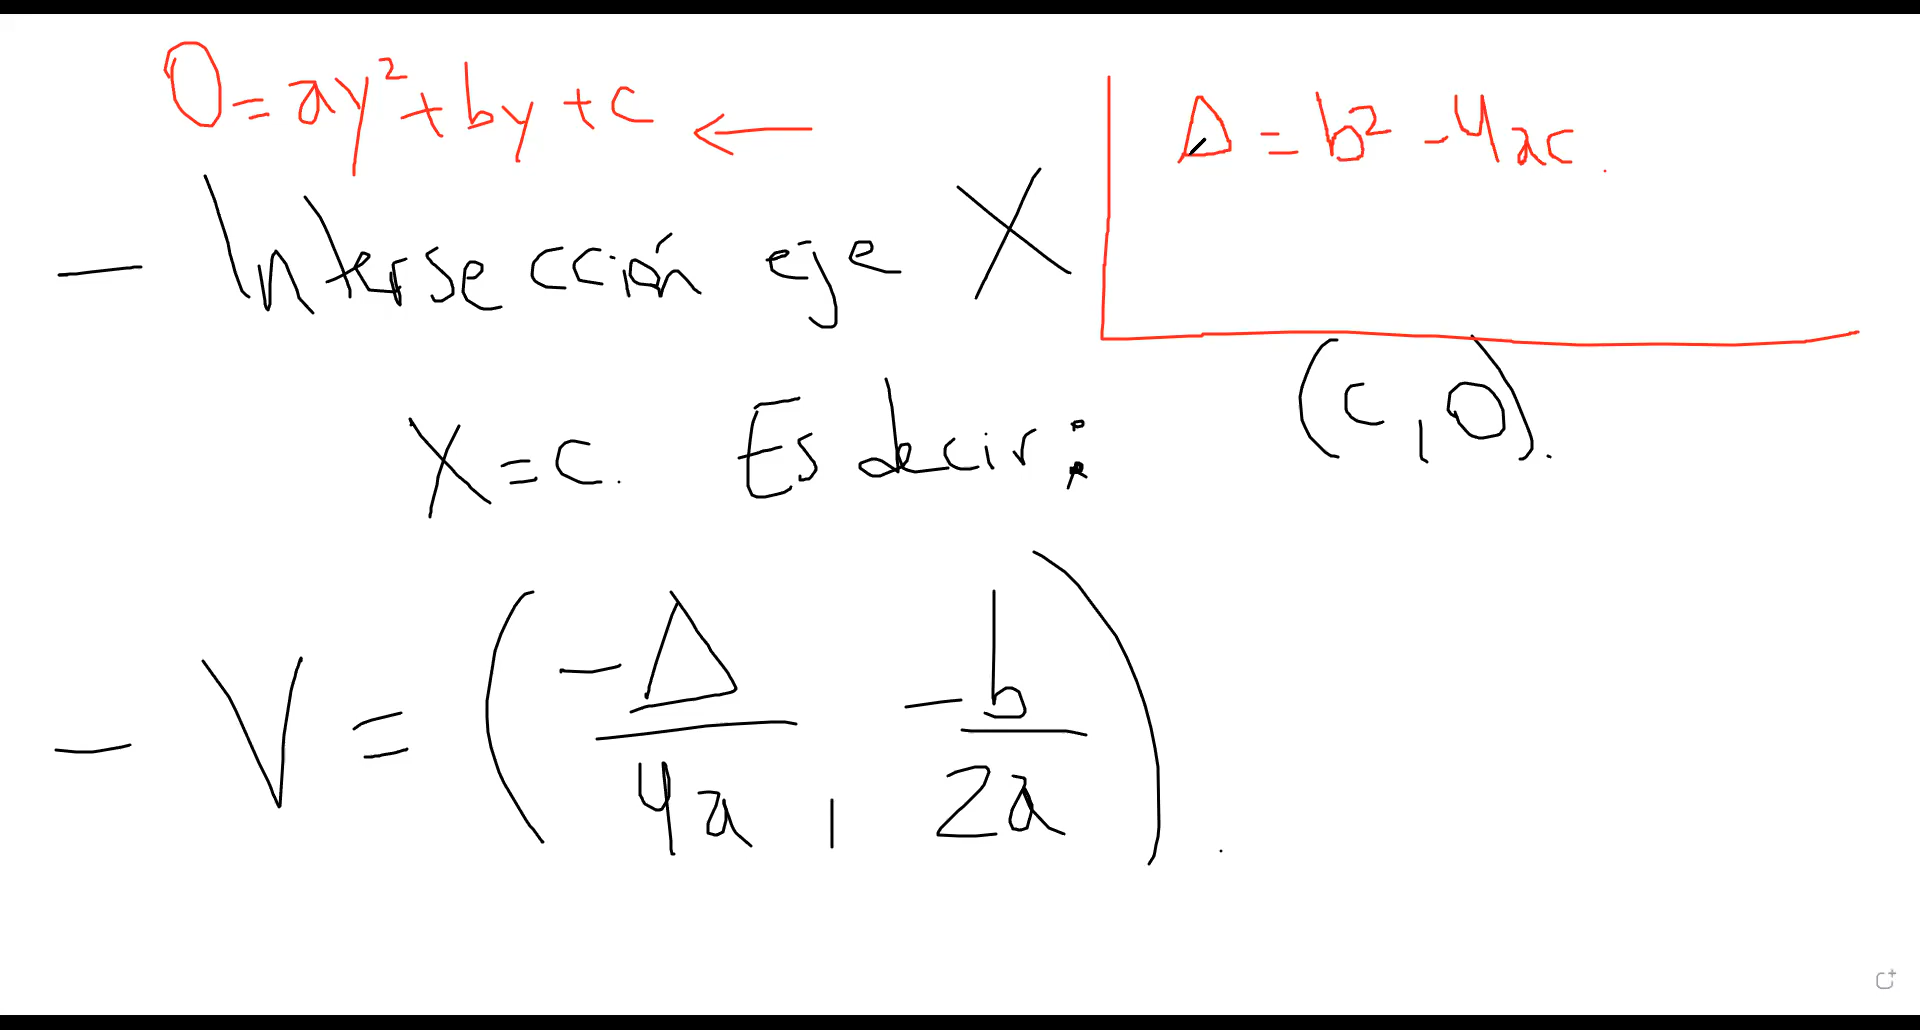 0 = ay² + by + c ←
Δ = b² - 4ac.
- Intersección eje X
(c, 0).
X = c. Es decir:
- V = (-Δ/4a, -b/2a).